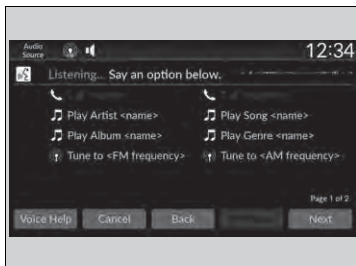 Audio
Source
12:34
Listening... Say an option below.
Play Artist <name>
Play Song <name>
Play Album <name>
Play Genre <name>
Tune to <FM frequency>
Tune to <AM frequency>
Page 1 of 2
Voice Help
Cancel
Back
Next